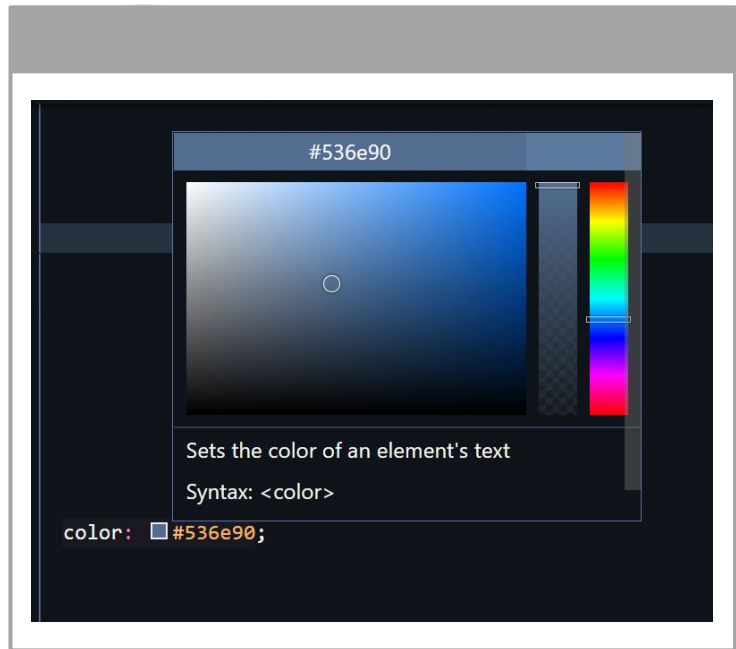 #536e90
Sets the color of an element's text
Syntax: <color>
color: #536e90;